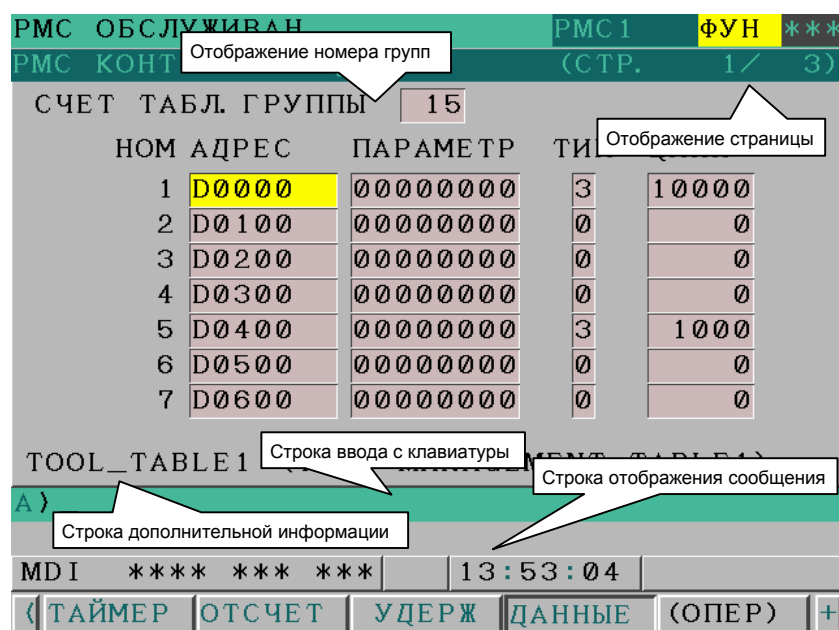 PMC ОБСЛУЖИВАН PMC1 ФУН ***
Отображение номера групп
PMC КОНТ (СТР. 1/ 3)
СЧЕТ ТАБЛ. ГРУППЫ 15
Отображение страницы
НОМ АДРЕС ПАРАМЕТР ТИП
1 D0000 00000000 3 10000
2 D0100 00000000 0 0
3 D0200 00000000 0 0
4 D0300 00000000 0 0
5 D0400 00000000 3 1000
6 D0500 00000000 0 0
7 D0600 00000000 0 0
Строка ввода с клавиатуры
TOOL_TABLE1 TABLE1)
Строка отображения сообщения
A)
Строка дополнительной информации
MDI **** *** *** 13:53:04
( ТАЙМЕР ОТСЧЕТ УДЕРЖ ДАННЫЕ (ОПЕР) +